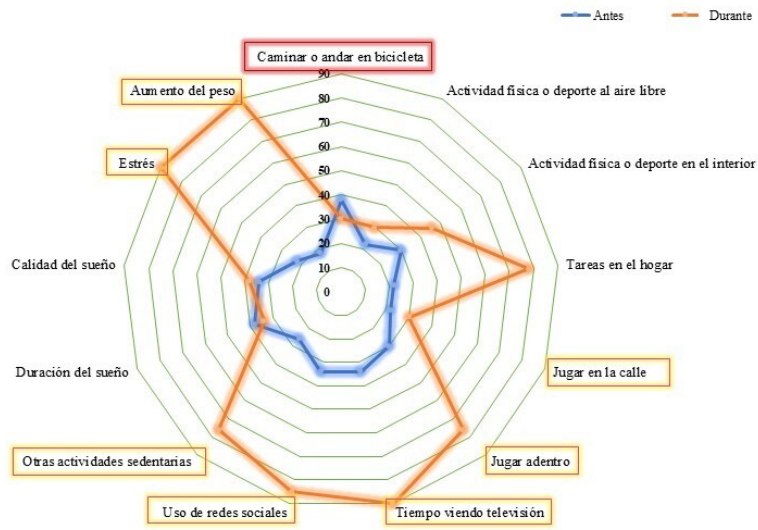 Antes
Durante
Caminar o andar en bicicleta
Aumento del peso
Actividad física o deporte al aire libre
Estrés
Actividad física o deporte en el interior
Calidad del sueño
Tareas en el hogar
Duración del sueño
Jugar en la calle
Otras actividades sedentarias
Jugar adentro
Uso de redes sociales
Tiempo viendo televisión
90
80
70
60
50
40
30
20
10
0